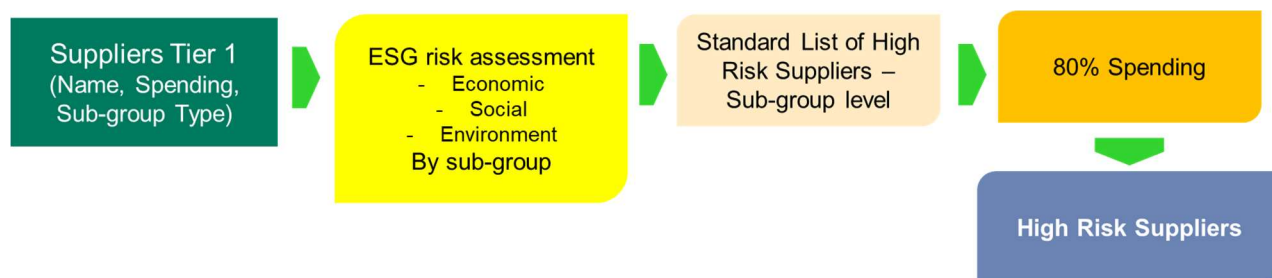 Suppliers Tier 1
(Name, Spending,
Sub-group Type)
ESG risk assessment
- Economic
- Social
- Environment
By sub-group
Standard List of High
Risk Suppliers –
Sub-group level
80% Spending
High Risk Suppliers